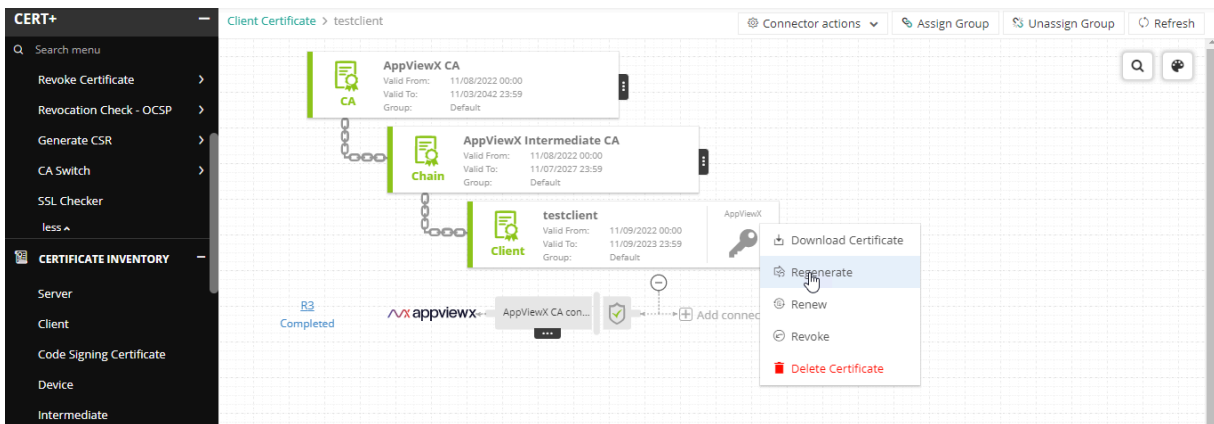 CERT+
Search menu
Revoke Certificate
Revocation Check - OCSP
Generate CSR
CA Switch
SSL Checker
less
CERTIFICATE INVENTORY
Server
Client
Code Signing Certificate
Device
Intermediate
Client Certificate > testclient
Connector actions
Assign Group
Unassign Group
Refresh
CA
AppViewX CA
Valid From: 11/08/2022 00:00
Valid To: 11/03/2042 23:59
Group: Default
Chain
AppViewX Intermediate CA
Valid From: 11/08/2022 00:00
Valid To: 11/07/2027 23:59
Group: Default
Client
testclient
Valid From: 11/09/2022 00:00
Valid To: 11/09/2023 23:59
Group: Default
AppViewX
Download Certificate
Regenerate
Renew
Revoke
Delete Certificate
R3
Completed
appviewx
AppViewX CA con...
Add connec